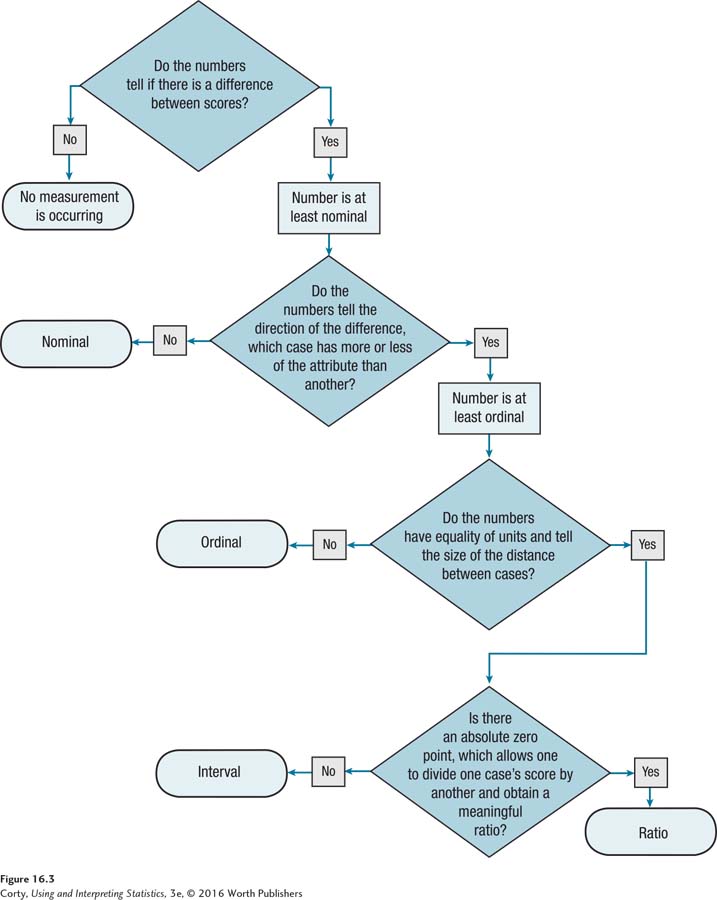 Do the numbers
tell if there is a difference
between scores?
No
Yes
No measurement
is occurring
Number is at
least nominal
Do the
numbers tell the
direction of the difference,
which case has more or less
of the attribute than
another?
Nominal
No
Yes
Number is at
least ordinal
Do the numbers
have equality of units and tell
the size of the distance
between cases?
Ordinal
No
Yes
Is there
an absolute zero
point, which allows one
to divide one case's score by
another and obtain a
meaningful
ratio?
Interval
No
Yes
Ratio
Figure 16.3
Corty, Using and Interpreting Statistics, 3e, © 2016 Worth Publishers